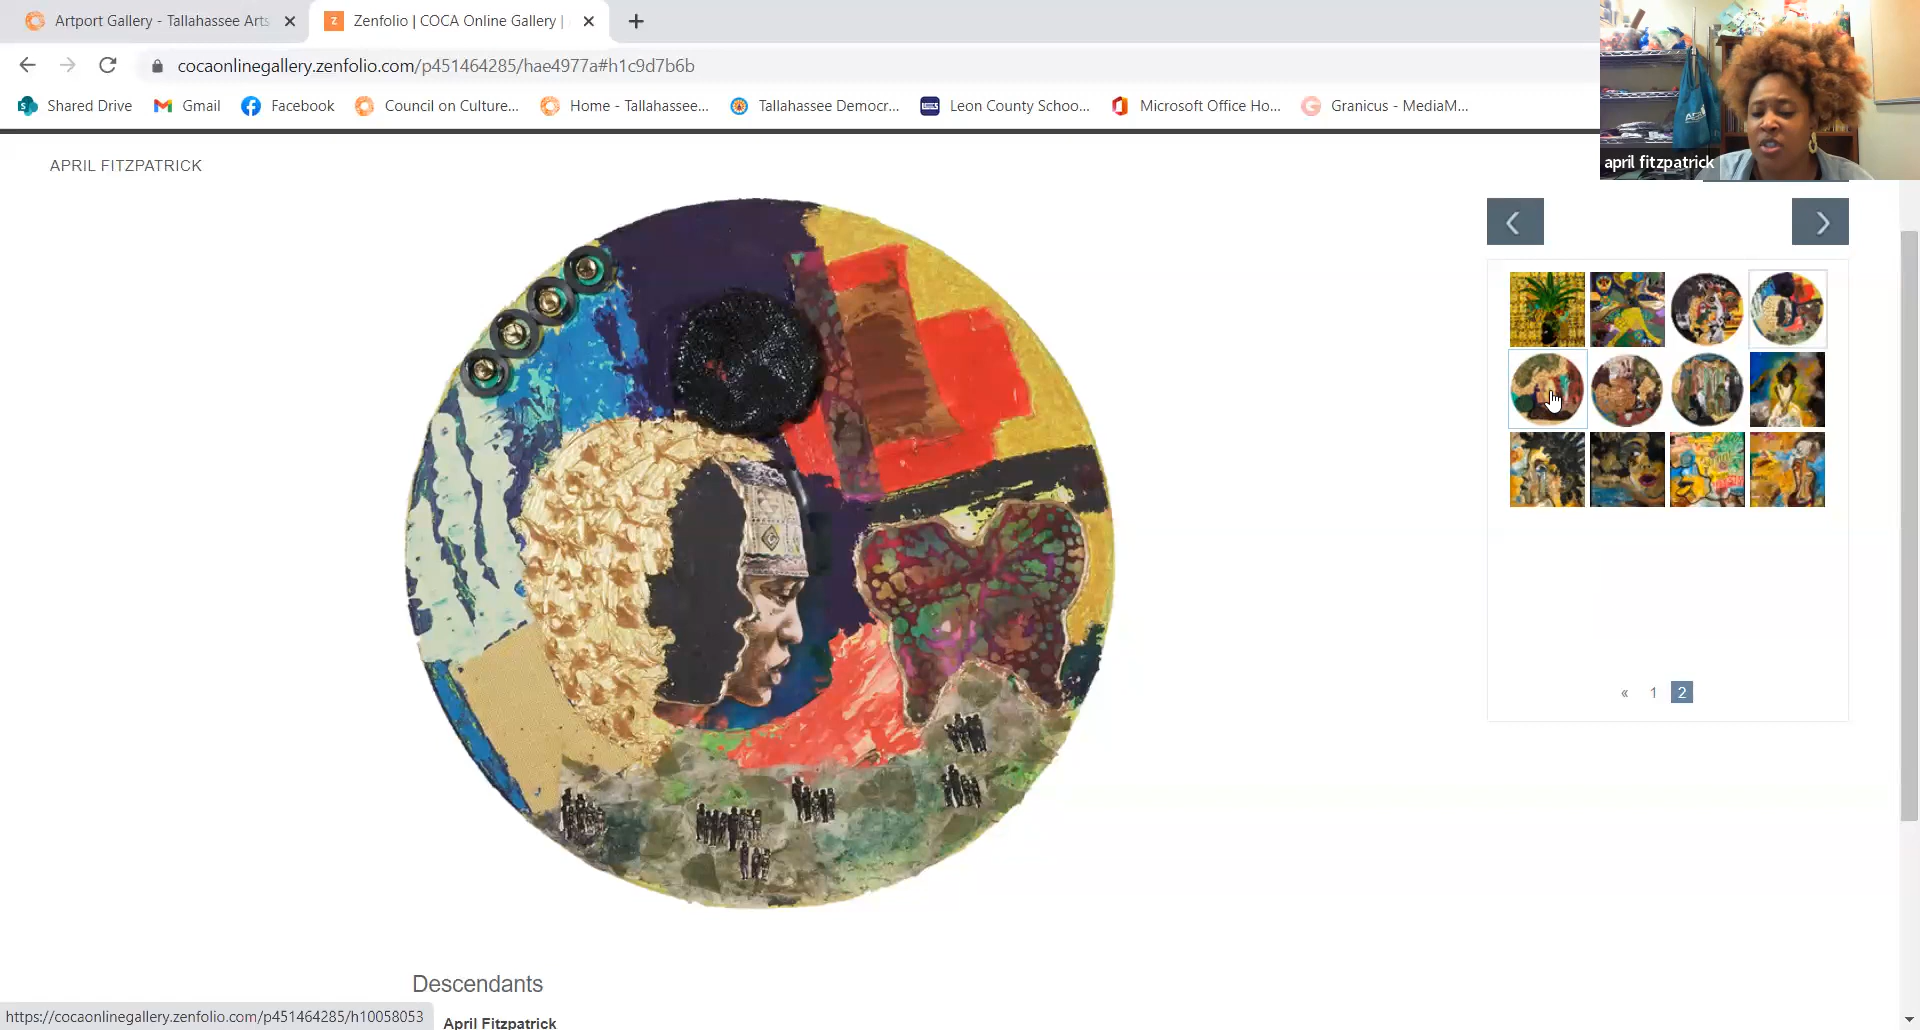 Artport Gallery - Tallahassee Arts
Zenfolio | COCA Online Gallery |
cocaonlinegallery.zenfolio.com/p451464285/hae4977a#h1c9d7b6b
Shared Drive
Gmail
Facebook
Council on Culture...
Home - Tallahassee...
Tallahassee Democr...
Leon County Schoo...
Microsoft Office Ho...
Granicus - MediaM...
april fitzpatrick
APRIL FITZPATRICK
« 1 2
Descendants
https://cocaonlinegallery.zenfolio.com/p451464285/h10058053
April Fitzpatrick